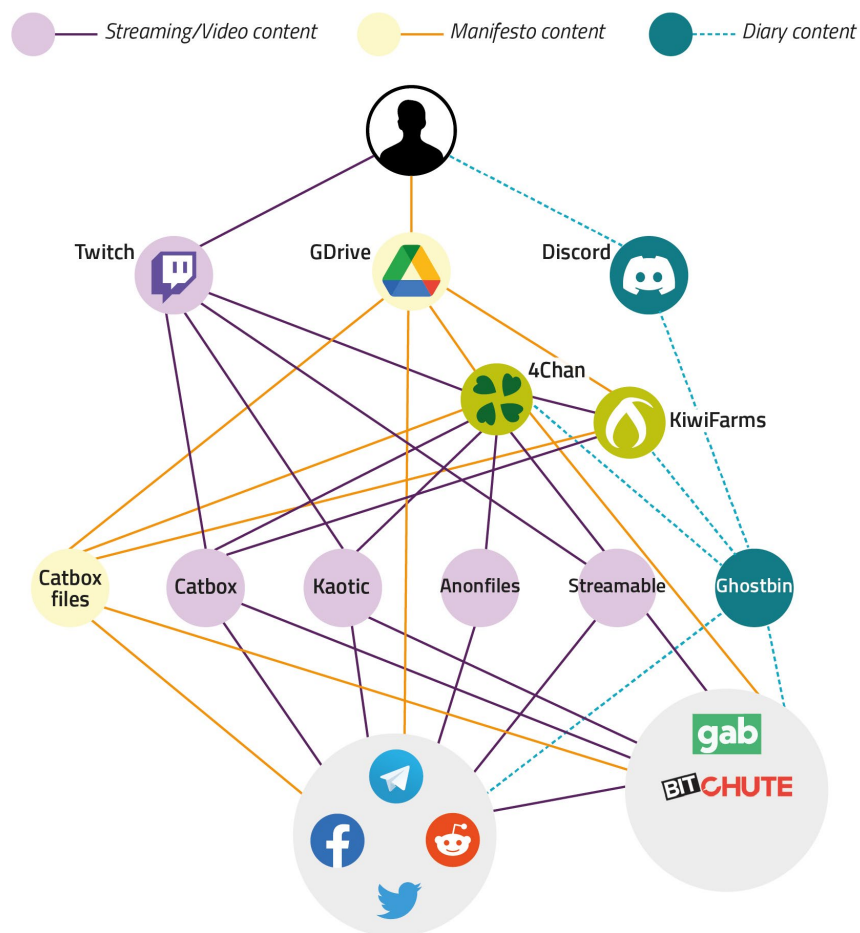 Streaming/Video content
Manifesto content
Diary content
Twitch
GDrive
Discord
4Chan
KiwiFarms
Catbox
files
Catbox
Kaotic
Anonfiles
Streamable
Ghostbin
gab
BITCHUTE